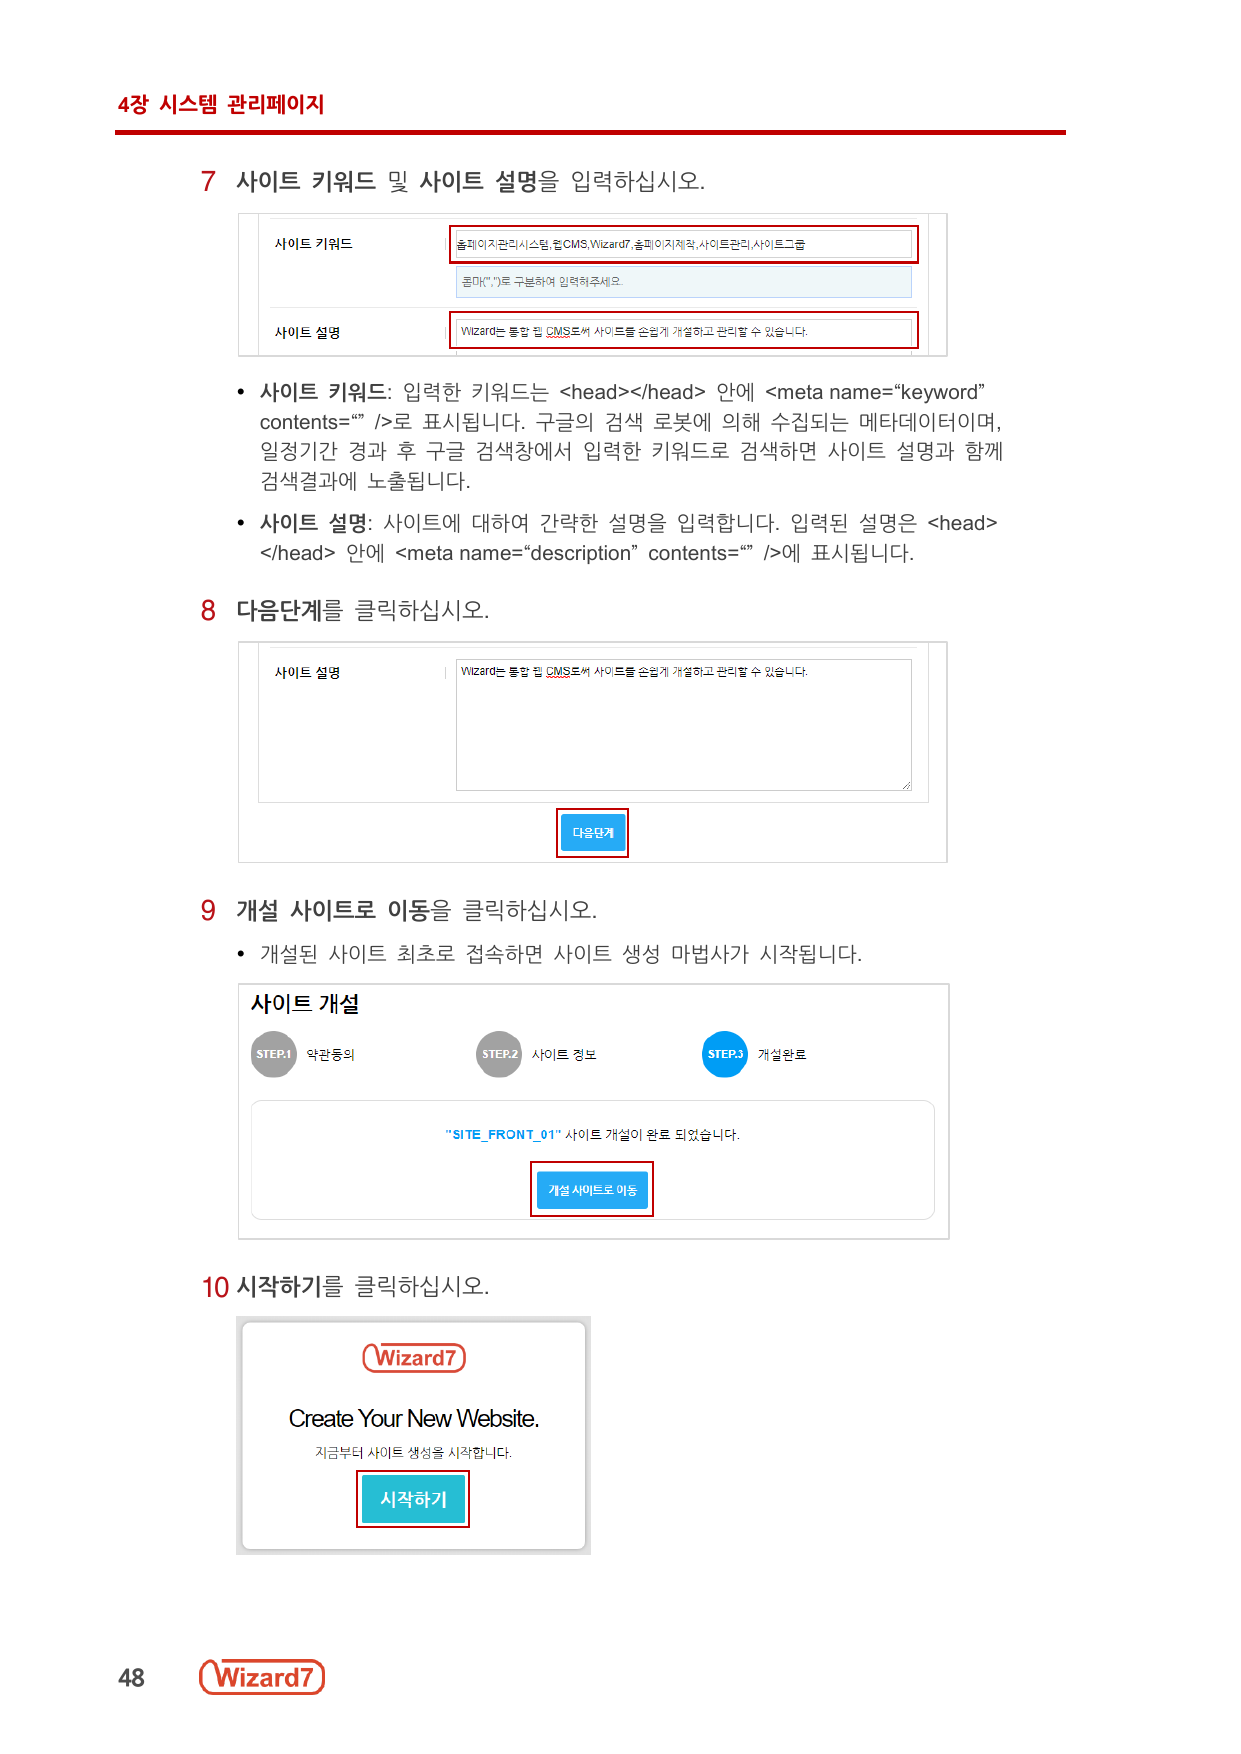 4장 시스템 관리페이지
7 사이트 키워드 및 사이트 설명을 입력하십시오.
사이트 키워드
홈페이지관리시스템,웹CMS,Wizard7,홈페이지제작,사이트관리,사이트그룹
콤마(",")로 구분하여 입력해주세요.
사이트 설명
Wizard는 통합 웹 CMS로써 사이트를 손쉽게 개설하고 관리할 수 있습니다.
• 사이트 키워드: 입력한 키워드는 <head></head> 안에 <meta name=“keyword”
contents=“” />로 표시됩니다. 구글의 검색 로봇에 의해 수집되는 메타데이터이며,
일정기간 경과 후 구글 검색창에서 입력한 키워드로 검색하면 사이트 설명과 함께
검색결과에 노출됩니다.
• 사이트 설명: 사이트에 대하여 간략한 설명을 입력합니다. 입력된 설명은 <head>
</head> 안에 <meta name=“description” contents=“” />에 표시됩니다.
8 다음단계를 클릭하십시오.
사이트 설명
Wizard는 통합 웹 CMS로써 사이트를 손쉽게 개설하고 관리할 수 있습니다.
다음단계
9 개설 사이트로 이동을 클릭하십시오.
• 개설된 사이트 최초로 접속하면 사이트 생성 마법사가 시작됩니다.
사이트 개설
STEP.1 약관동의 STEP.2 사이트 정보 STEP.3 개설완료
"SITE_FRONT_01" 사이트 개설이 완료 되었습니다.
개설 사이트로 이동
10 시작하기를 클릭하십시오.
Wizard7
Create Your New Website.
지금부터 사이트 생성을 시작합니다.
시작하기
48 Wizard7